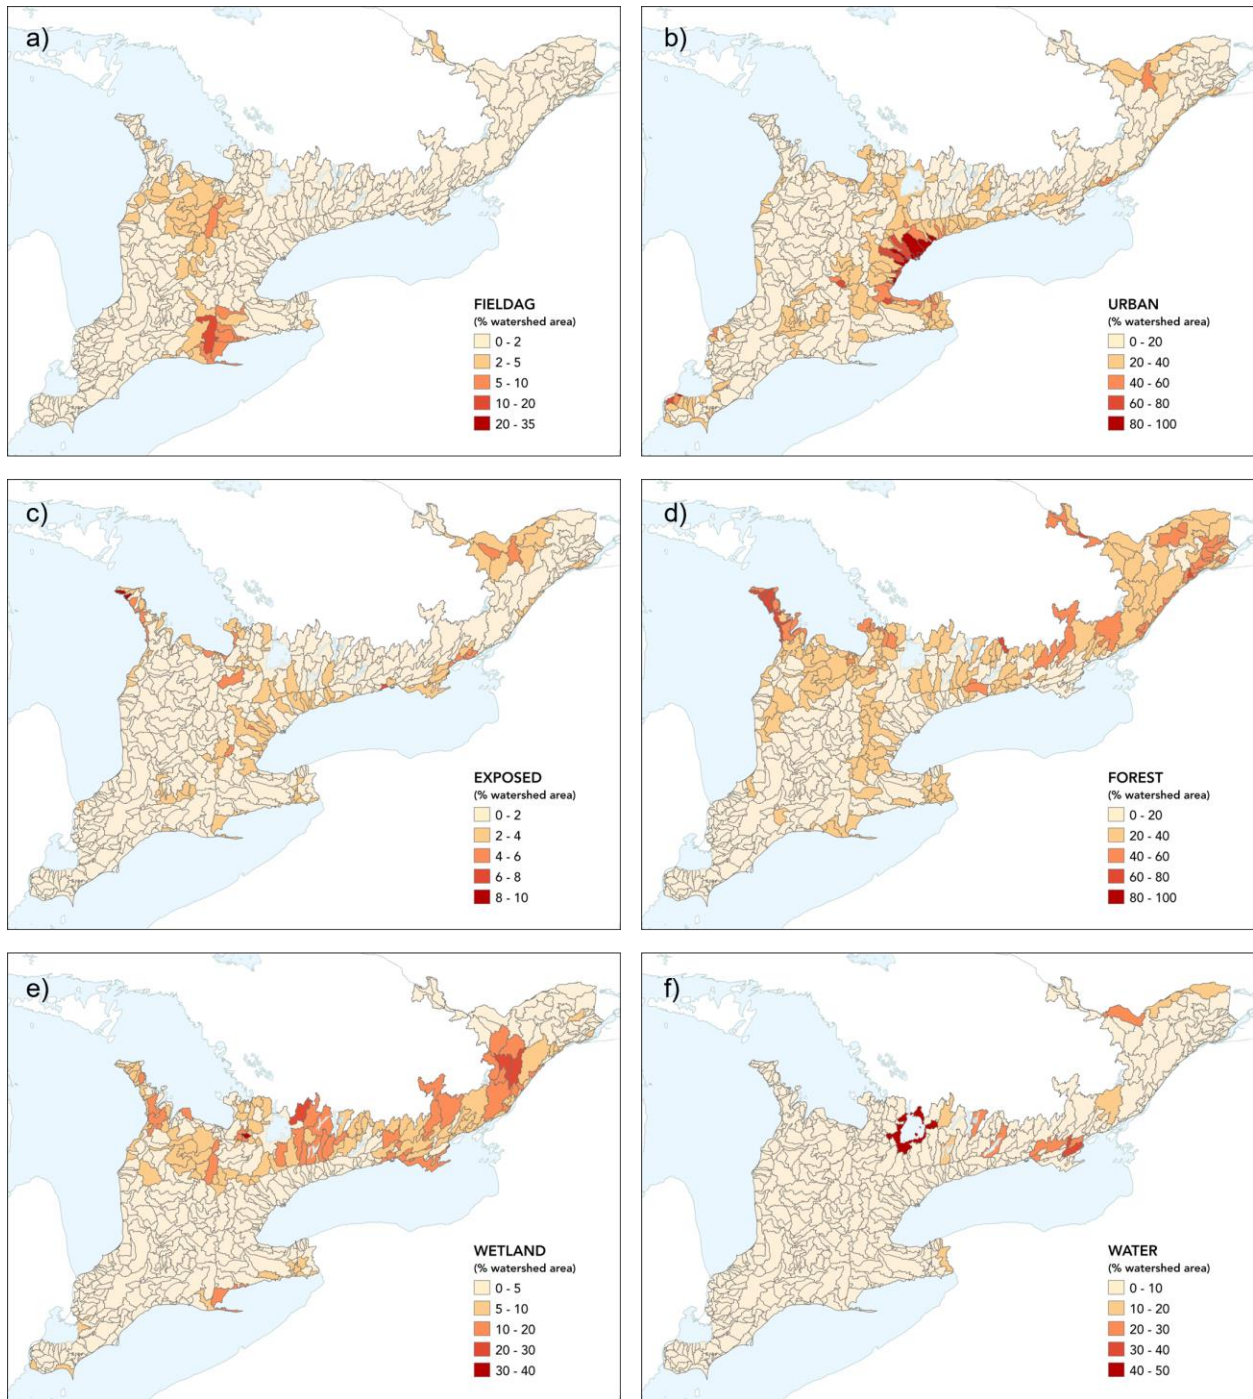 a)
FIELDAG
(% watershed area)
0 - 2
2 - 5
5 - 10
10 - 20
20 - 35
b)
URBAN
(% watershed area)
0 - 20
20 - 40
40 - 60
60 - 80
80 - 100
c)
EXPOSED
(% watershed area)
0 - 2
2 - 4
4 - 6
6 - 8
8 - 10
d)
FOREST
(% watershed area)
0 - 20
20 - 40
40 - 60
60 - 80
80 - 100
e)
WETLAND
(% watershed area)
0 - 5
5 - 10
10 - 20
20 - 30
30 - 40
f)
WATER
(% watershed area)
0 - 10
10 - 20
20 - 30
30 - 40
40 - 50